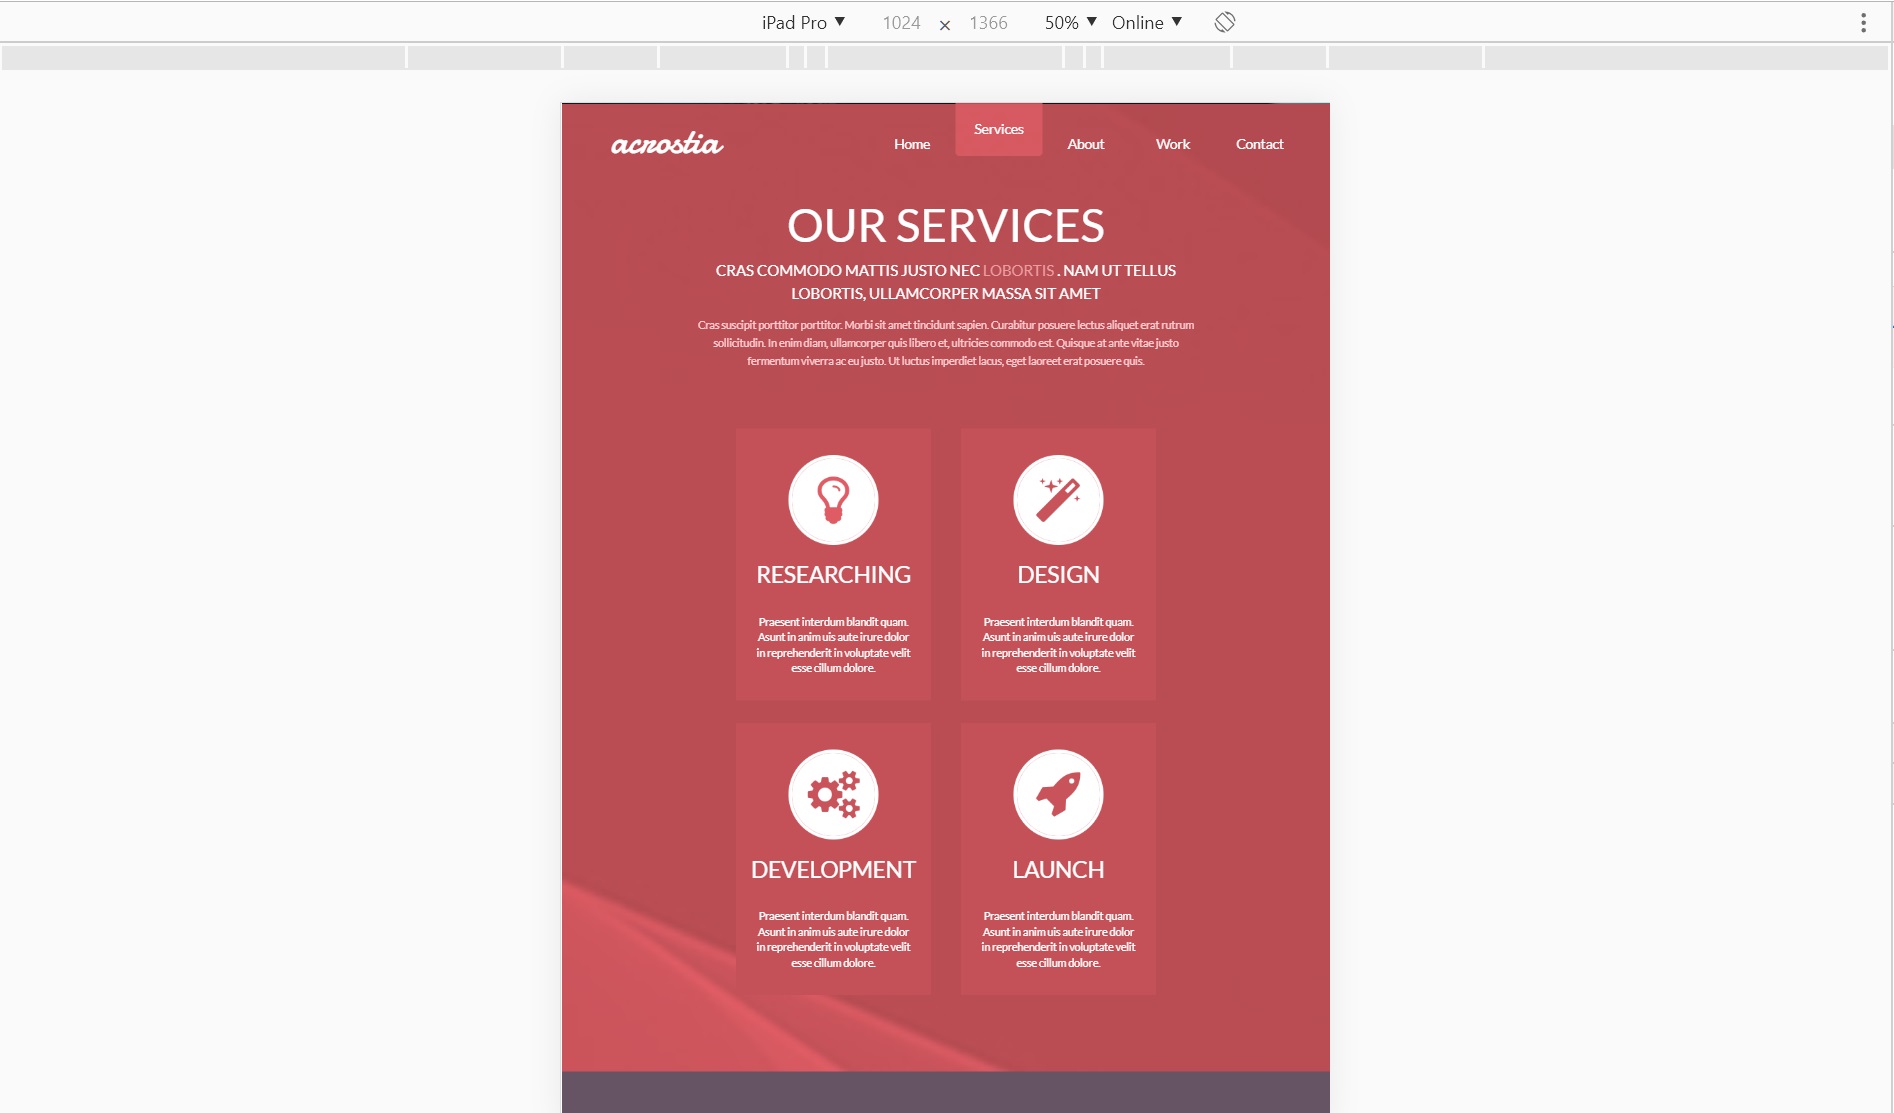 iPad Pro ▼ 1024 × 1366 50% ▼ Online ▼
acrostia
Home Services About Work Contact
OUR SERVICES
CRAS COMMODO MATTIS JUSTO NEC LOBORTIS . NAM UT TELLUS
LOBORTIS, ULLAMCORPER MASSA SIT AMET
Cras suscipit porttitor porttitor. Morbi sit amet tincidunt sapien. Curabitur posuere lectus aliquet erat rutrum
sollicitudin. In enim diam, ullamcorper quis libero et, ultricies commodo est. Quisque at ante vitae justo
fermentum viverra ac eu justo. Ut luctus imperdiet lacus, eget laoreet erat posuere quis.
RESEARCHING
Praesent interdum blandit quam.
Asunt in anim uis aute irure dolor
in reprehenderit in voluptate velit
esse cillum dolore.
DESIGN
Praesent interdum blandit quam.
Asunt in anim uis aute irure dolor
in reprehenderit in voluptate velit
esse cillum dolore.
DEVELOPMENT
Praesent interdum blandit quam.
Asunt in anim uis aute irure dolor
in reprehenderit in voluptate velit
esse cillum dolore.
LAUNCH
Praesent interdum blandit quam.
Asunt in anim uis aute irure dolor
in reprehenderit in voluptate velit
esse cillum dolore.